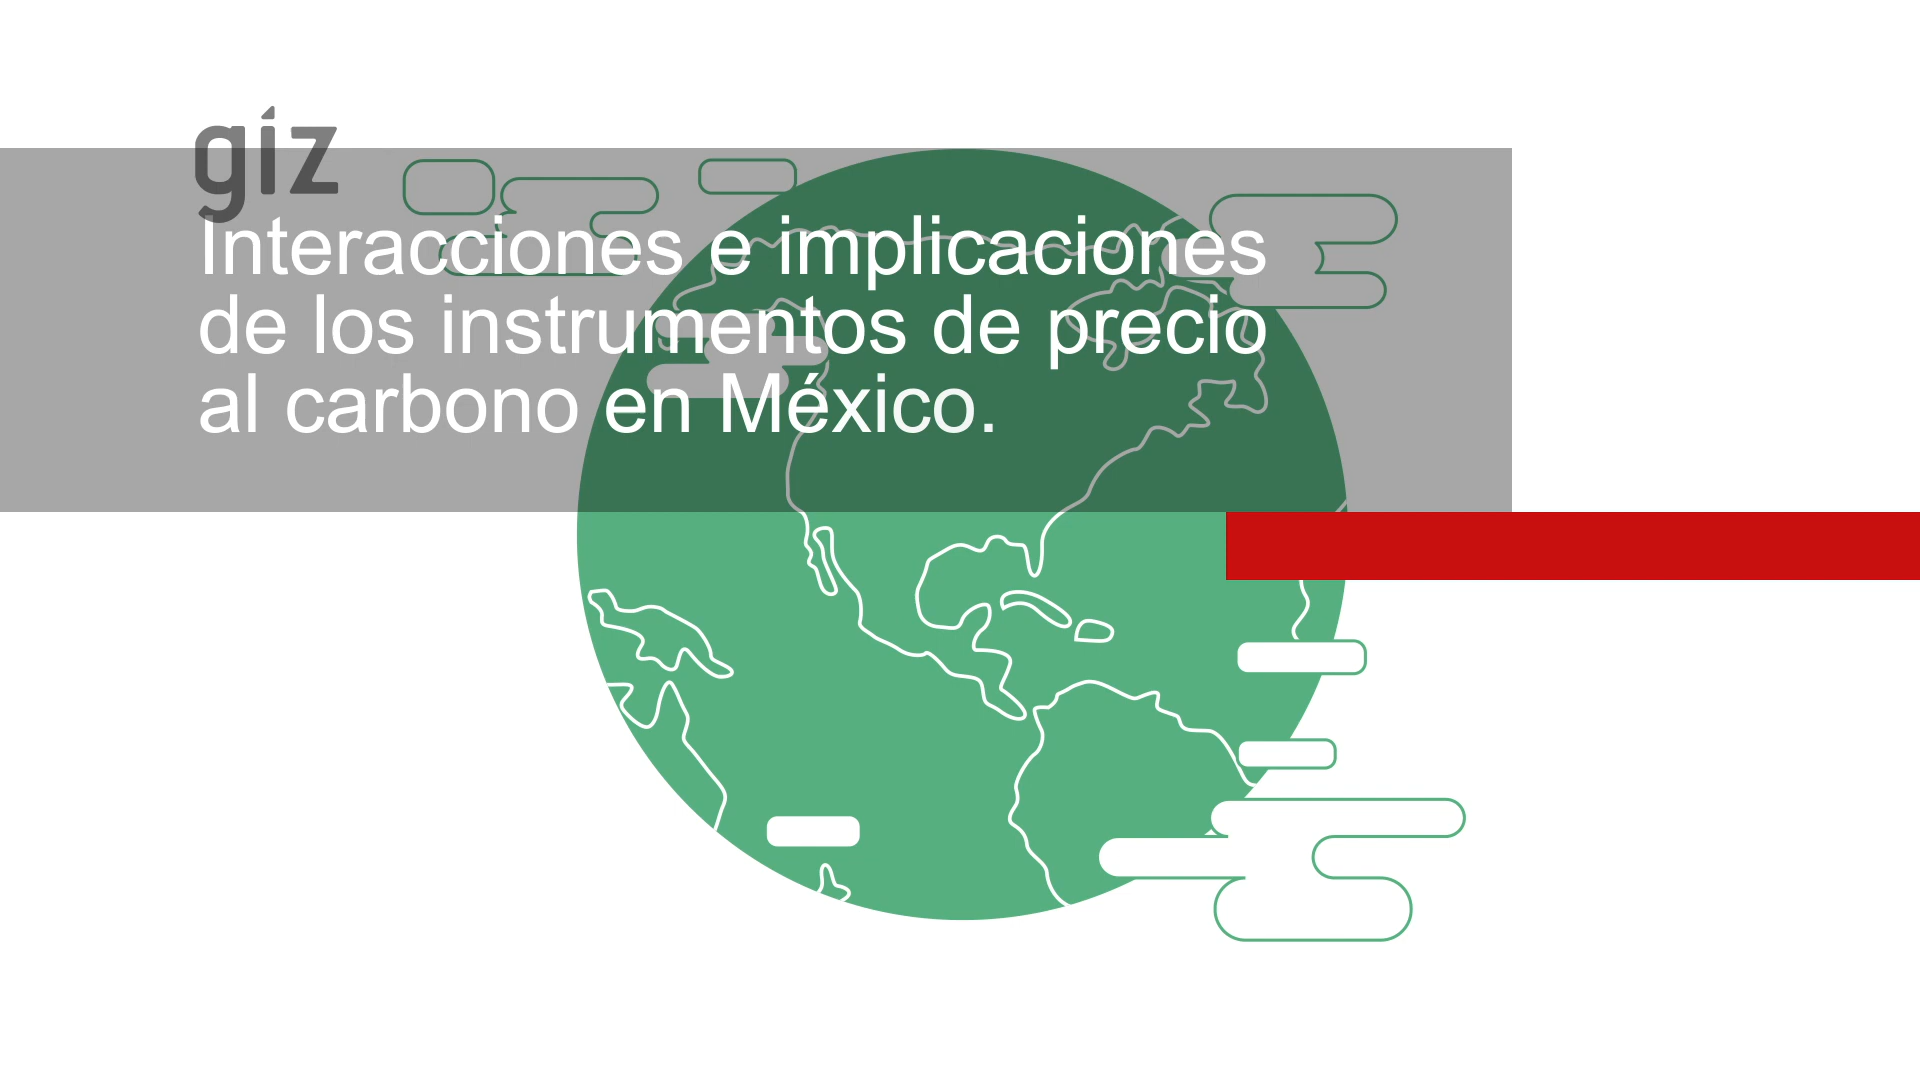 giz
Interacciones e implicaciones
de los instrumentos de precio
al carbono en México.